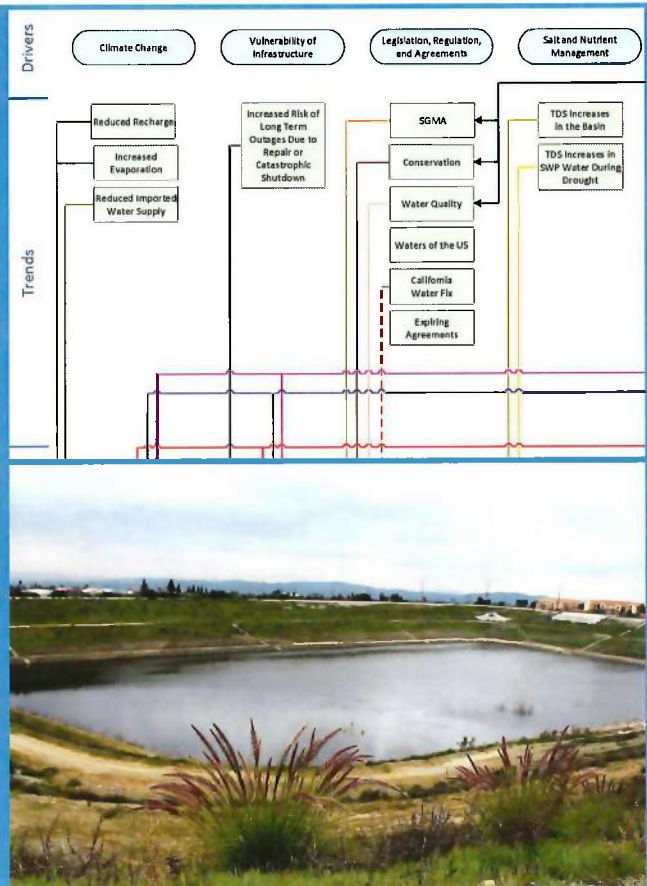 Drivers
Climate Change
Vulnerability of
Infrastructure
Legislation, Regulation,
and Agreements
Salt and Nutrient
Management
Trends
Reduced Recharge
Increased
Evaporation
Reduced Imported
Water Supply
Increased Risk of
Long Term
Outages Due to
Repair or
Catastrophic
Shutdown
SGMA
Conservation
Water Quality
Waters of the US
California
Water Fix
Expiring
Agreements
TDS Increases
in the Basin
TDS Increases in
SWP Water During
Drought